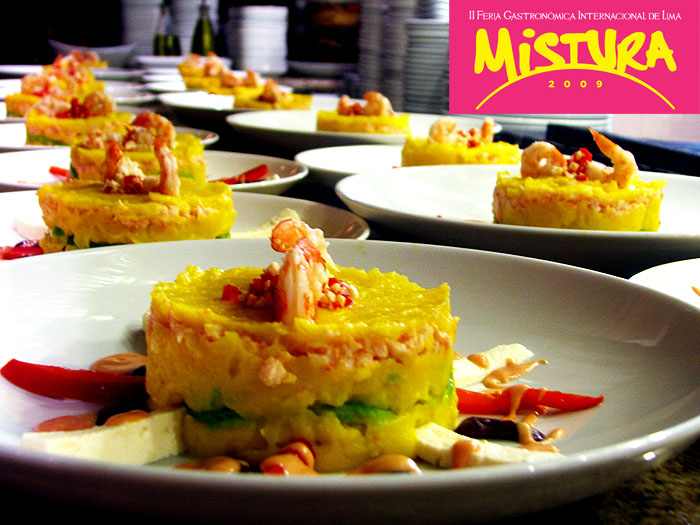 II Feria Gastronómica Internacional de Lima
MISTURA
2009